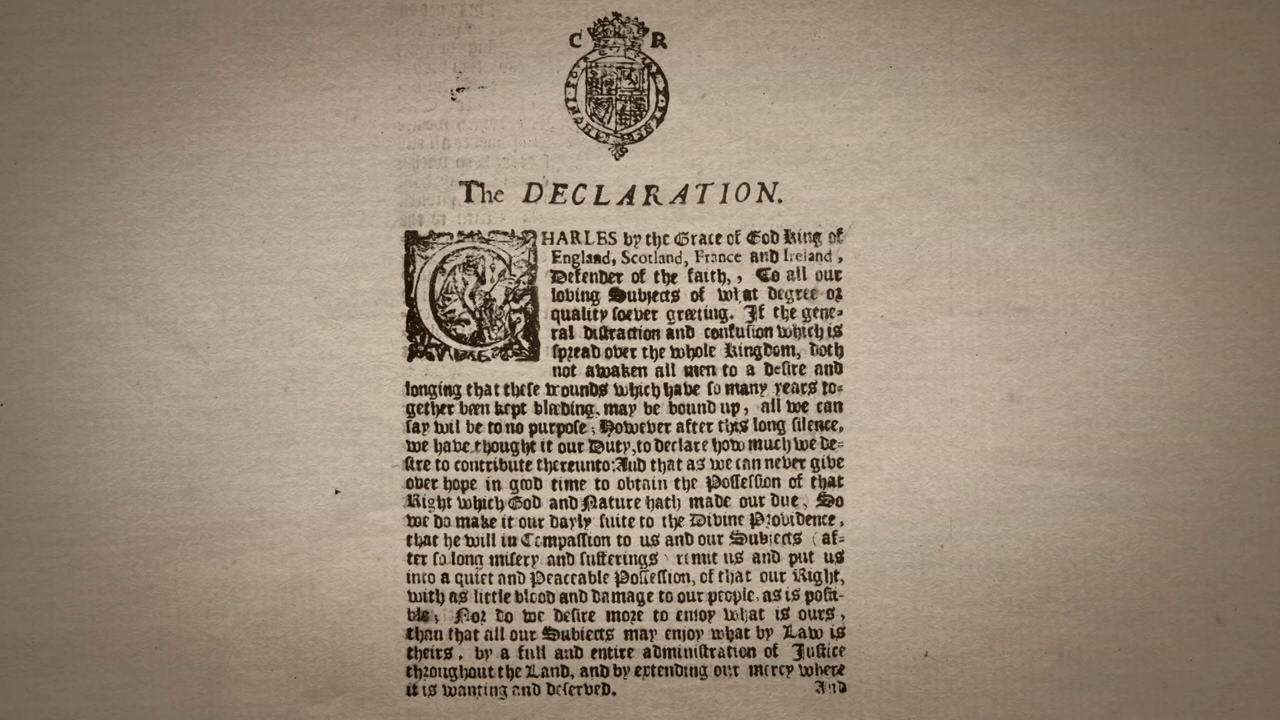 C R
The DECLARATION.
CHARLES by the Grace of God King of
England, Scotland, France and Ireland,
Defender of the faith,, To all our
loving Subjects of what degree or
quality soever greeting. If the gene-
ral distraction and confusion which is
spread over the whole Kingdom, doth
not awaken all men to a desire and
longing that these wounds which have so many years to-
gether been kept bleeding, may be bound up, all we can
say wil be to no purpose; However after this long silence,
we have thought it our Duty, to declare how much we de-
sire to contribute thereunto: And that as we can never give
over hope in good time to obtain the Possession of that
Right which God and Nature hath made our due, So
we do make it our dayly suite to the Divine Providence,
that he will in Compassion to us and our Subjects (af-
ter so long misery and sufferings) remit us and put us
into a quiet and Peaceable Possession, of that our Right,
with as little blood and damage to our people, as is possi-
ble; Nor do we desire more to enjoy what is ours,
than that all our Subjects may enjoy what by Law is
theirs, by a full and entire administration of Justice
throughout the Land, and by extending our mercy where
it is wanting and deserved.
And